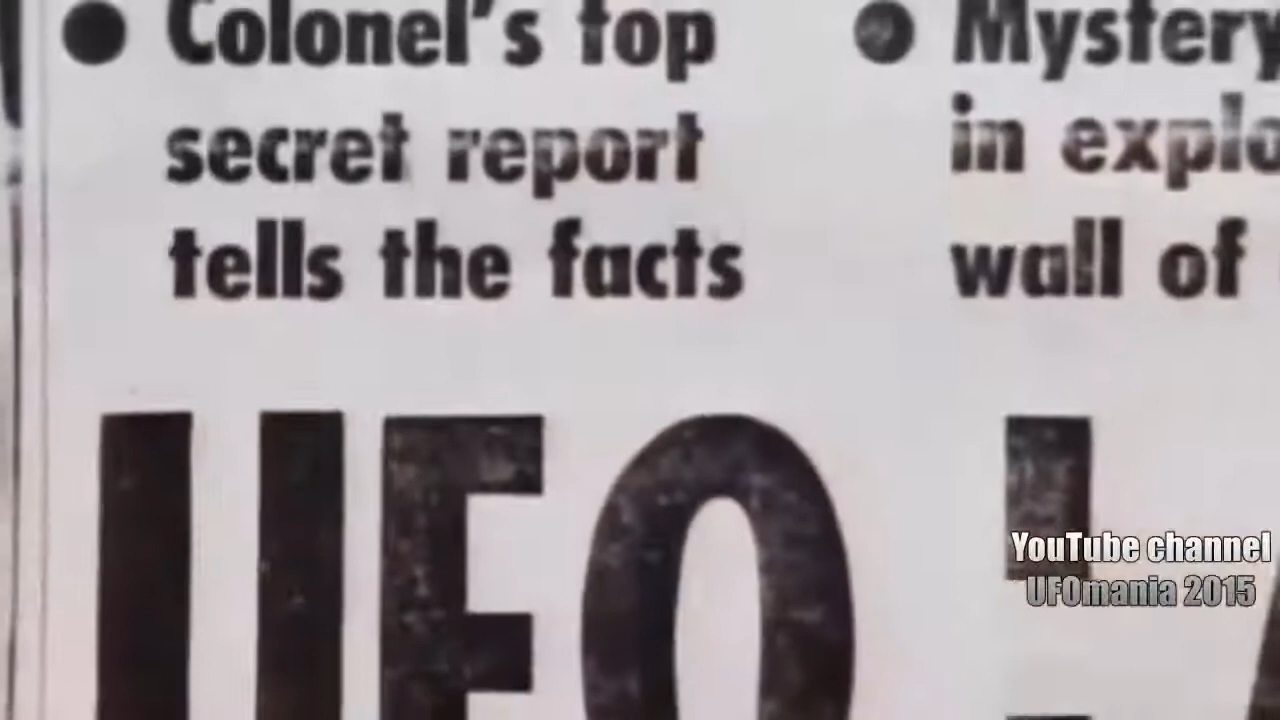 Colonel's top
secret report
tells the facts
Mystery
in explo
wall of
UFO
YouTube channel
UFOmania 2015